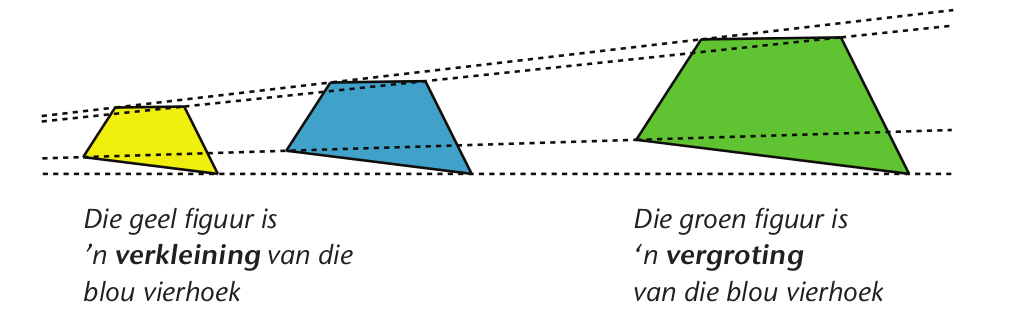 Die geel figuur is
’n verkleining van die
blou vierhoek
Die groen figuur is
‘n vergroting
van die blou vierhoek